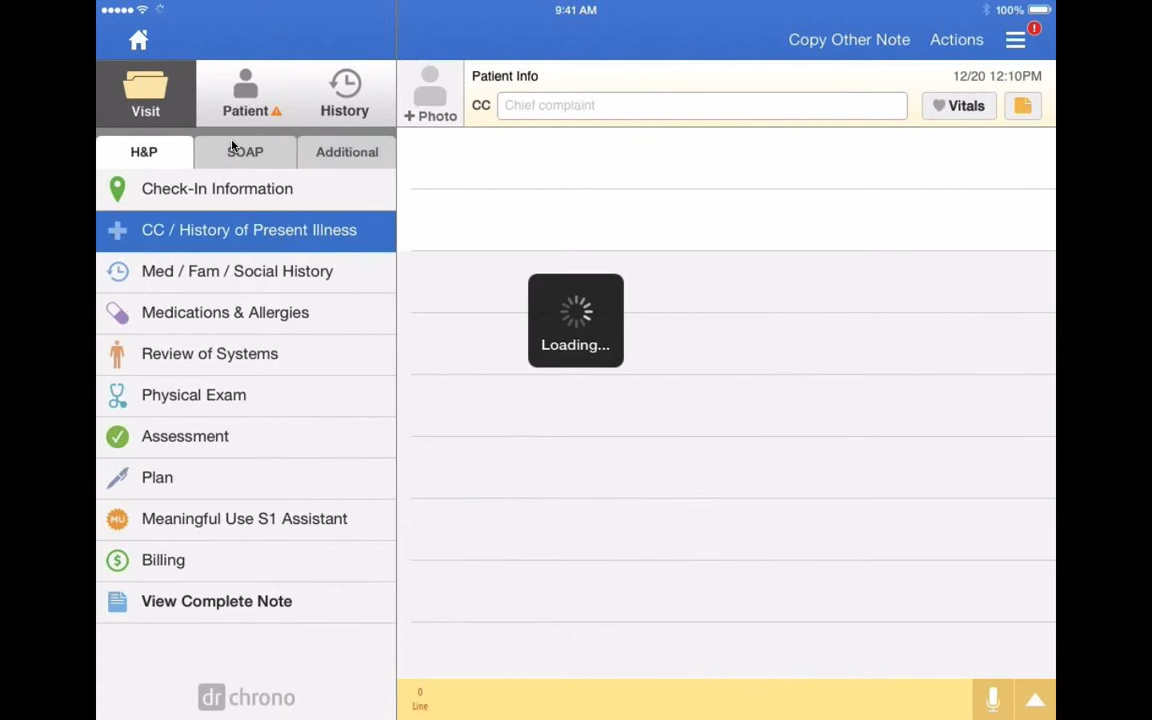 9:41 AM
100%
Copy Other Note
Actions
!
Visit
Patient
History
+ Photo
Patient Info
12/20 12:10PM
CC
Chief complaint
Vitals
H&P
SOAP
Additional
Check-In Information
CC / History of Present Illness
Med / Fam / Social History
Medications & Allergies
Review of Systems
Physical Exam
Assessment
Plan
MU
Meaningful Use S1 Assistant
$
Billing
View Complete Note
Loading...
dr chrono
0
Line